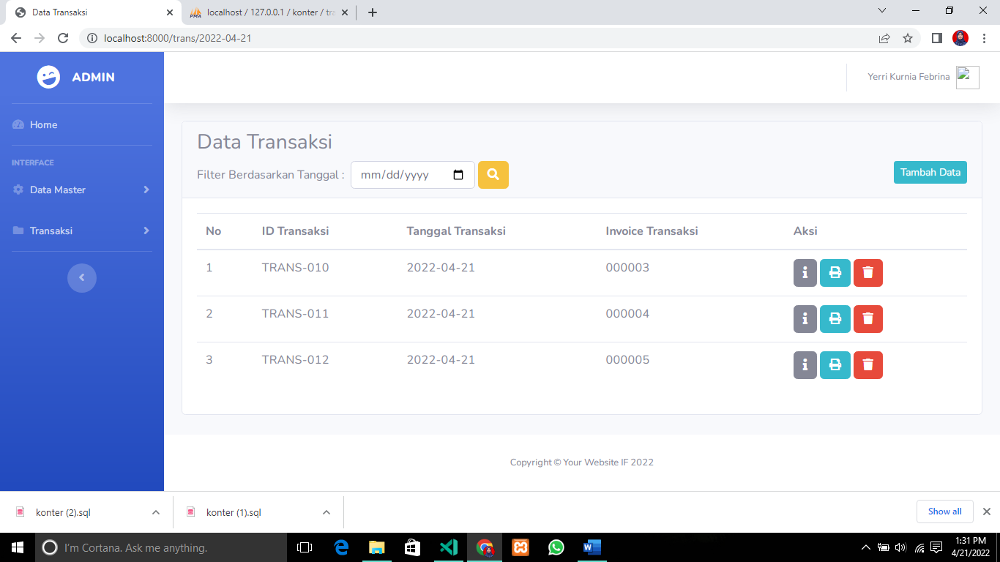 Data Transaksi
localhost / 127.0.0.1 / konter / tra
localhost:8000/trans/2022-04-21
ADMIN
Yerri Kurnia Febrina
Home
INTERFACE
Data Master
Transaksi
Data Transaksi
Filter Berdasarkan Tanggal : mm/dd/yyyy
Tambah Data
No ID Transaksi Tanggal Transaksi Invoice Transaksi Aksi
1 TRANS-010 2022-04-21 000003
2 TRANS-011 2022-04-21 000004
3 TRANS-012 2022-04-21 000005
Copyright © Your Website IF 2022
konter (2).sql
konter (1).sql
Show all
I'm Cortana. Ask me anything.
1:31 PM
4/21/2022